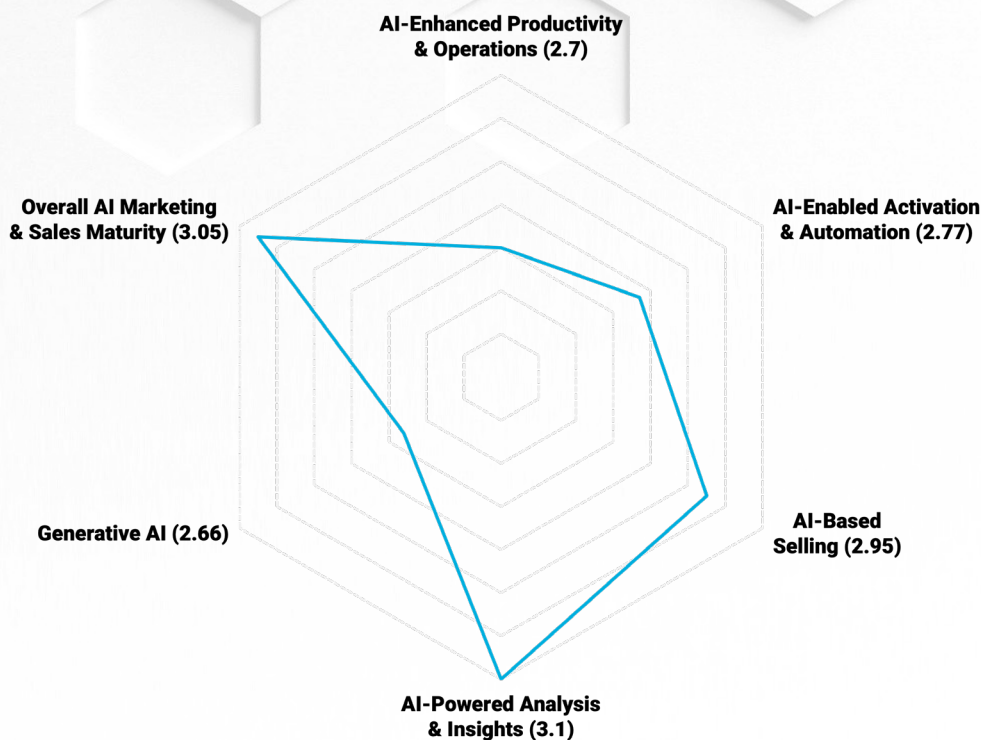 AI-Enhanced Productivity
& Operations (2.7)
Overall AI Marketing
& Sales Maturity (3.05)
AI-Enabled Activation
& Automation (2.77)
Generative AI (2.66)
AI-Based
Selling (2.95)
AI-Powered Analysis
& Insights (3.1)